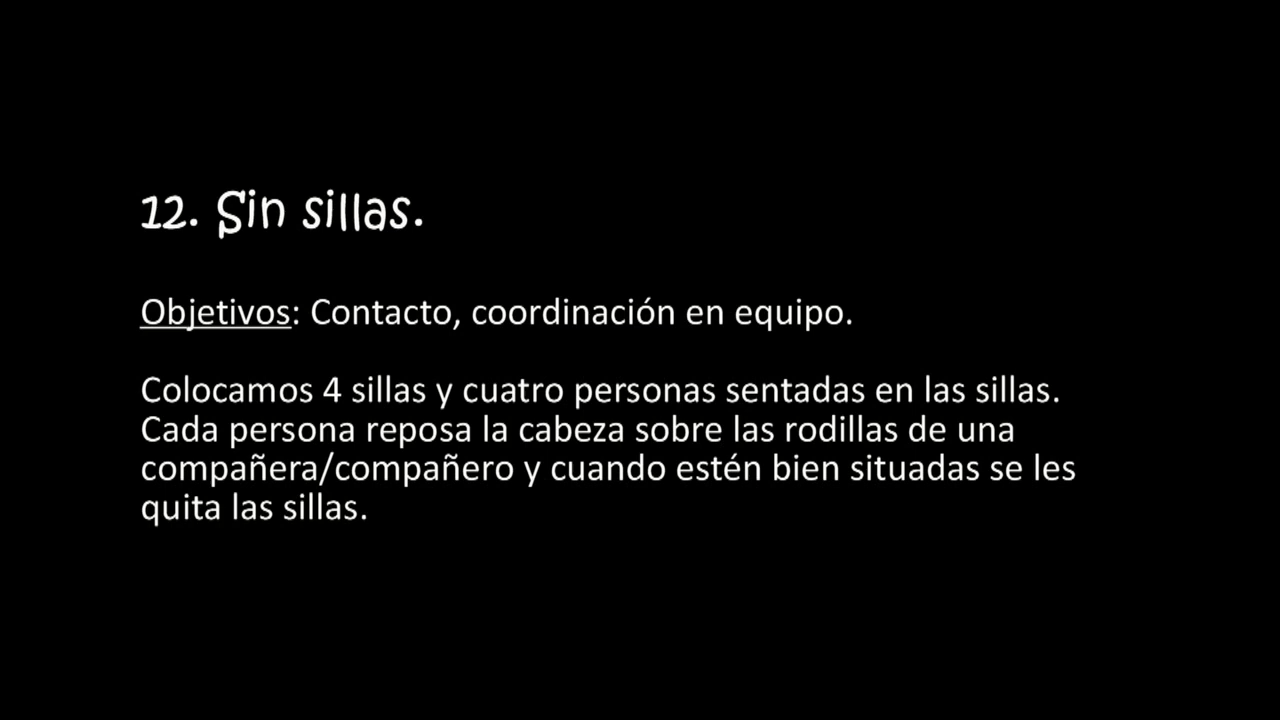 12. Sin sillas.
Objetivos: Contacto, coordinación en equipo.
Colocamos 4 sillas y cuatro personas sentadas en las sillas.
Cada persona reposa la cabeza sobre las rodillas de una
compañera/compañero y cuando estén bien situadas se les
quita las sillas.